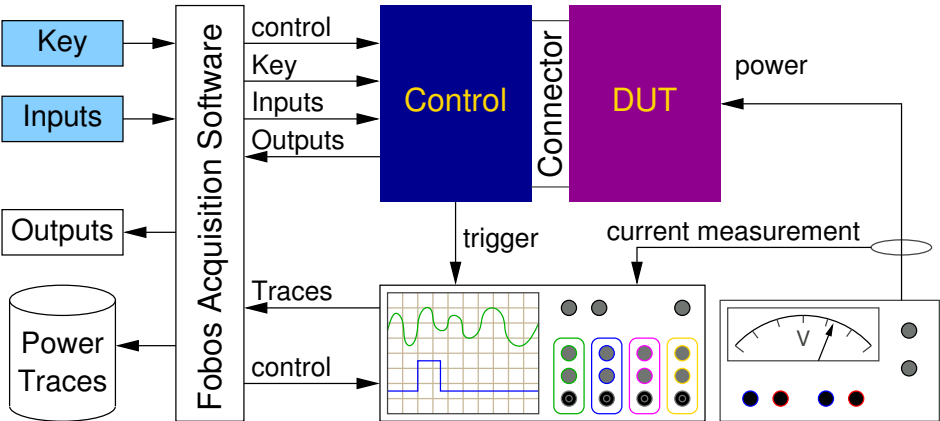 Key
Inputs
Outputs
Power
Traces
Fobos Acquisition Software
control
Key
Inputs
Outputs
Traces
control
Control
Connector
DUT
power
trigger
current measurement
V